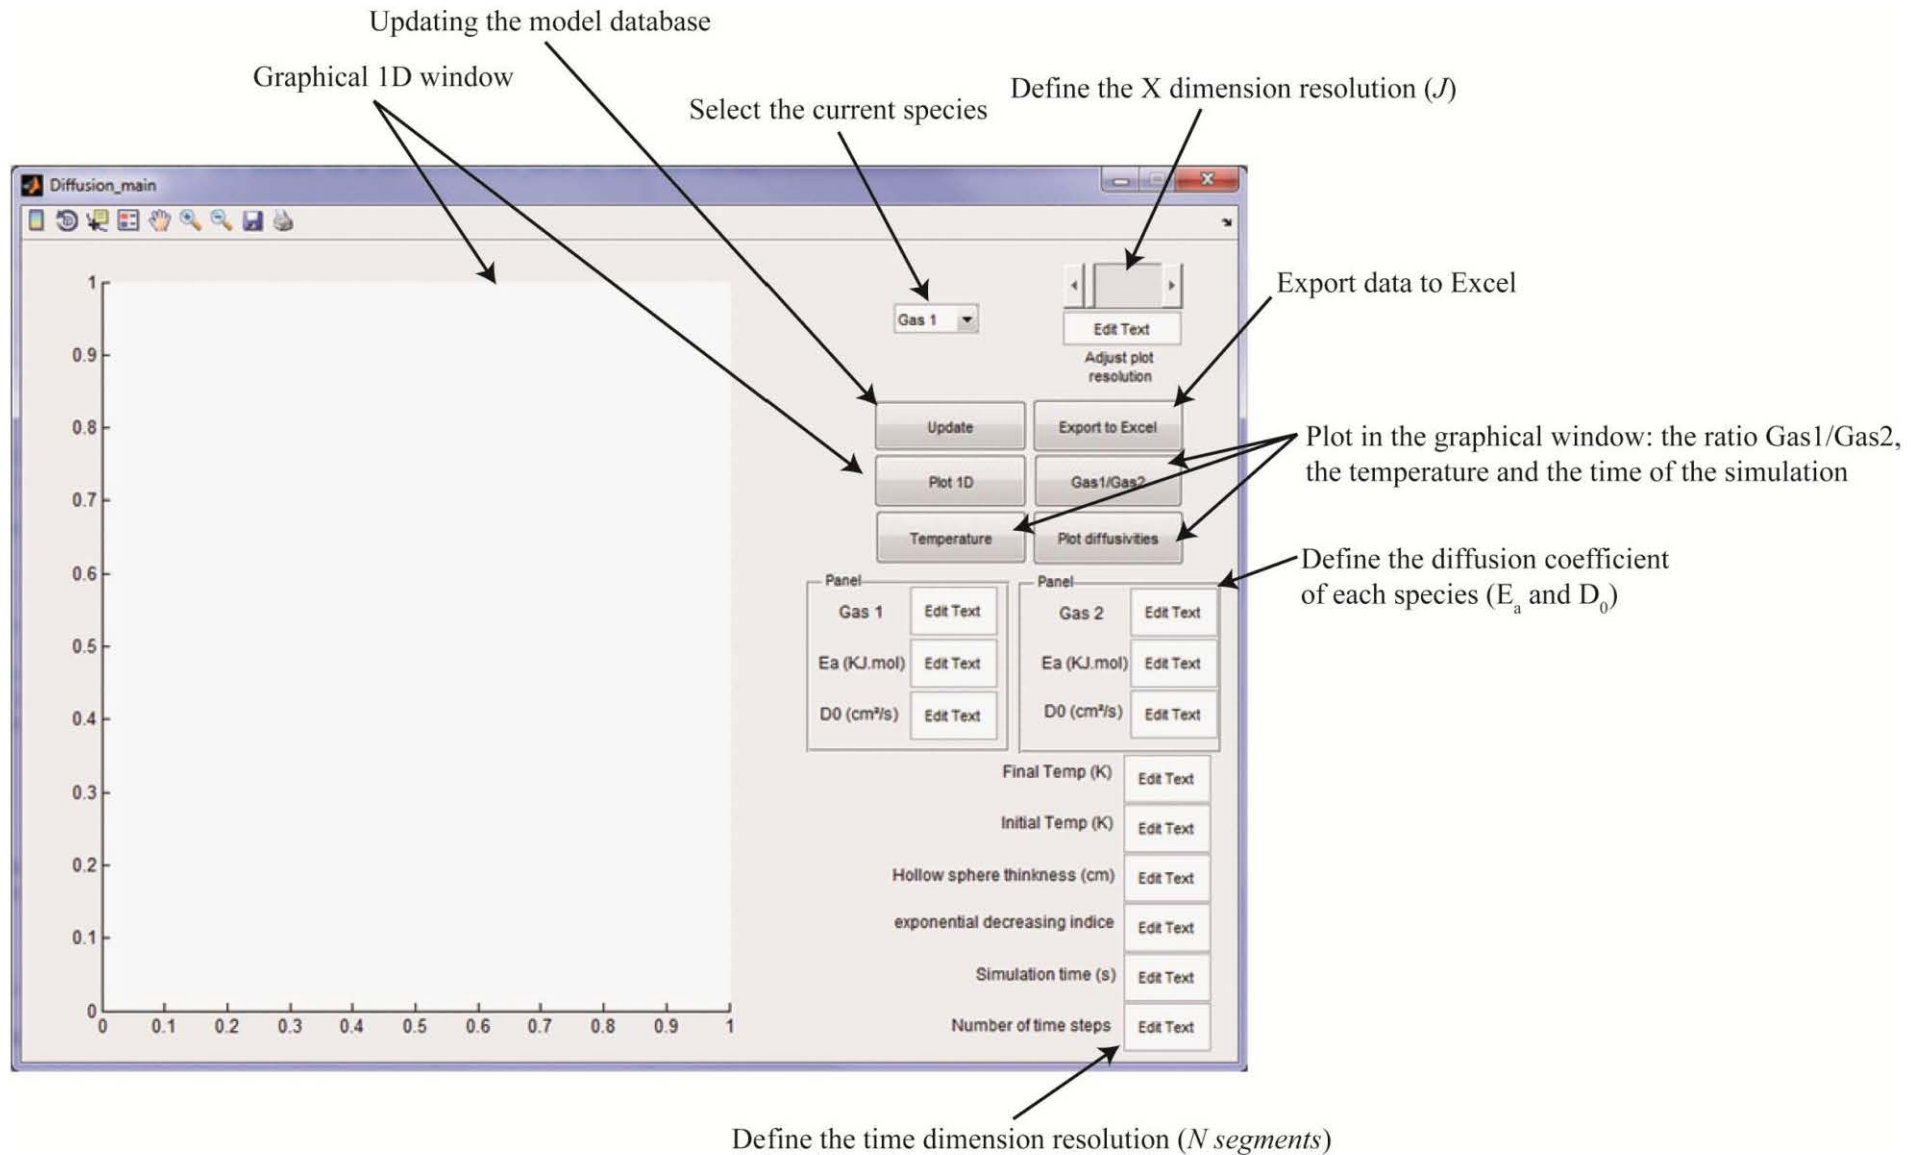 Updating the model database
Graphical 1D window
Select the current species
Define the X dimension resolution (J)
Diffusion_main
Export data to Excel
Gas 1
Edit Text
Adjust plot
resolution
Update
Export to Excel
Plot 1D
Gas1/Gas2
Temperature
Plot diffusivities
Plot in the graphical window: the ratio Gas1/Gas2,
the temperature and the time of the simulation
Define the diffusion coefficient
of each species (Ea and D0)
Panel
Gas 1 Edit Text
Ea (KJ.mol) Edit Text
D0 (cm²/s) Edit Text
Panel
Gas 2 Edit Text
Ea (KJ.mol) Edit Text
D0 (cm²/s) Edit Text
Final Temp (K) Edit Text
Initial Temp (K) Edit Text
Hollow sphere thinkness (cm) Edit Text
exponential decreasing indice Edit Text
Simulation time (s) Edit Text
Number of time steps Edit Text
1
0.9
0.8
0.7
0.6
0.5
0.4
0.3
0.2
0.1
0
0 0.1 0.2 0.3 0.4 0.5 0.6 0.7 0.8 0.9 1
Define the time dimension resolution (N segments)